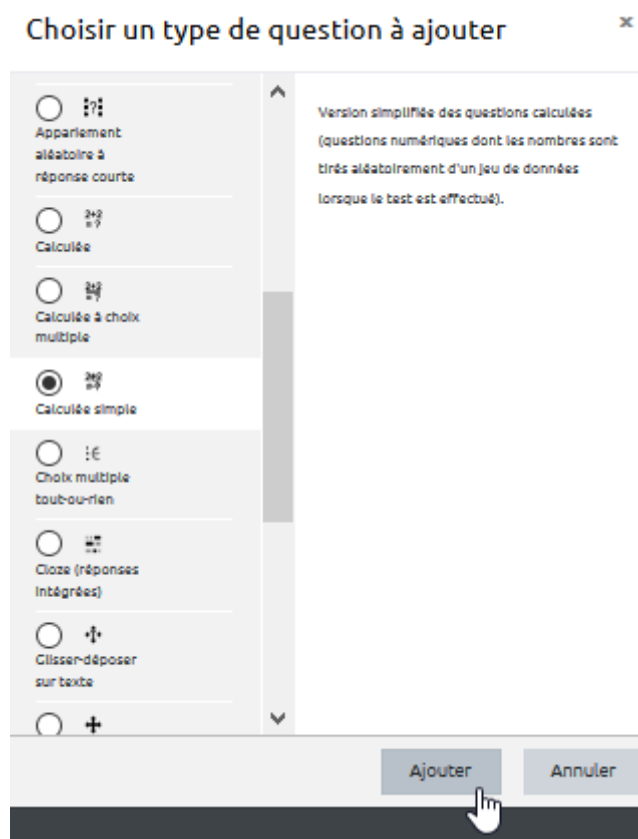 Choisir un type de question à ajouter
×
Appariement
aléatoire à
réponse courte
Calculée
Calculée à choix
multiple
Calculée simple
Choix multiple
tout-ou-rien
Cloze (réponses
intégrées)
Glisser-déposer
sur texte
Version simplifiée des questions calculées
(questions numériques dont les nombres sont
tirés aléatoirement d'un jeu de données
lorsque le test est effectué).
Ajouter
Annuler